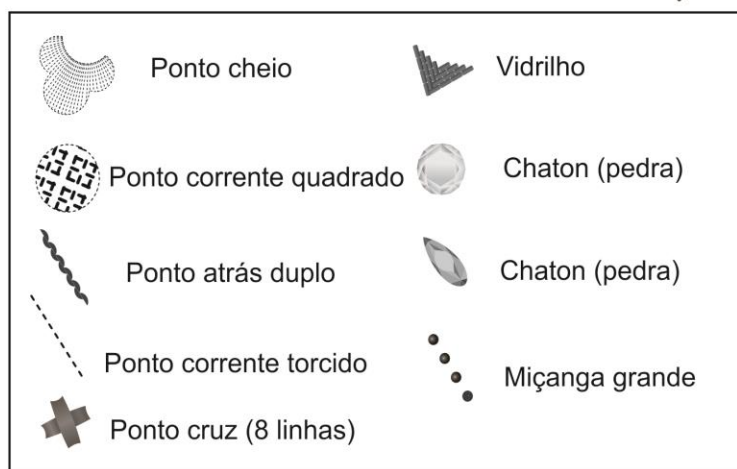 Ponto cheio
Ponto corrente quadrado
Ponto atrás duplo
Ponto corrente torcido
Ponto cruz (8 linhas)
Vidrilho
Chaton (pedra)
Chaton (pedra)
Miçanga grande